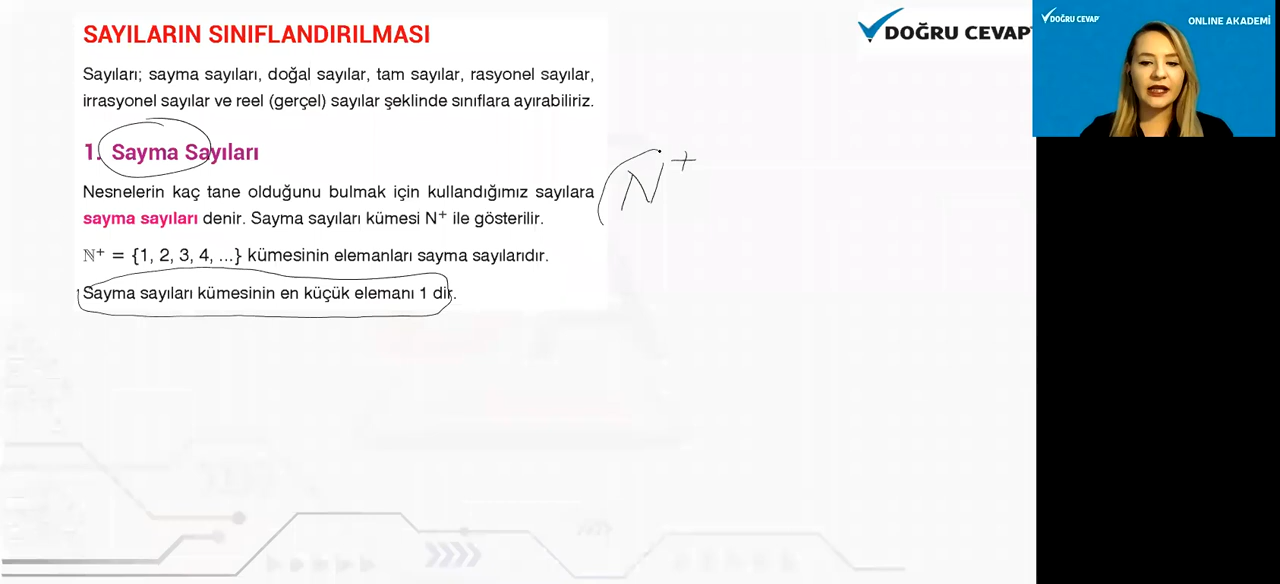 SAYILARIN SINIFLANDIRILMASI
Sayıları; sayma sayıları, doğal sayılar, tam sayılar, rasyonel sayılar,
irrasyonel sayılar ve reel (gerçel) sayılar şeklinde sınıflara ayırabiliriz.
1. Sayma Sayıları
Nesnelerin kaç tane olduğunu bulmak için kullandığımız sayılara
sayma sayıları denir. Sayma sayıları kümesi N⁺ ile gösterilir.
ℕ⁺ = {1, 2, 3, 4, ...} kümesinin elemanları sayma sayılarıdır.
Sayma sayıları kümesinin en küçük elemanı 1 dir.
N⁺
DOĞRU CEVAP
DOĞRU CEVAP
ONLINE AKADEMİ